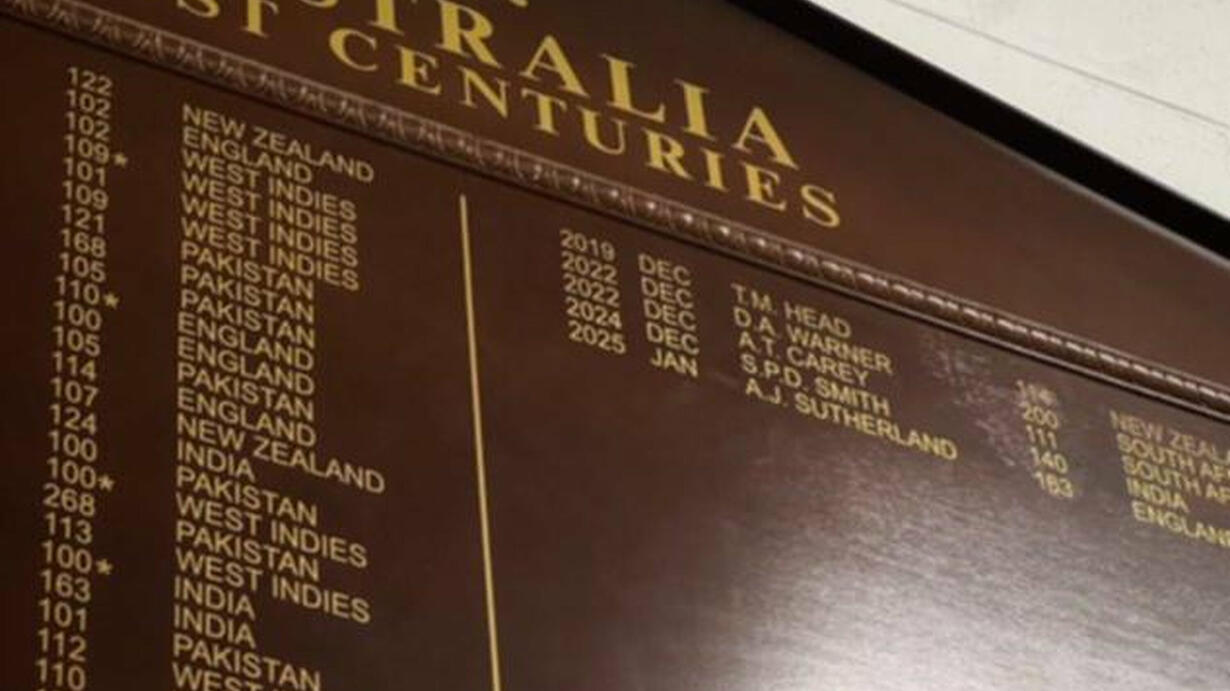 STRALIA
ST CENTURIES
122
102
102
109*
101
109
121
168
105
110*
100
105
114
107
124
100
100*
268
113
100*
163
101
112
110
NEW ZEALAND
ENGLAND
WEST INDIES
WEST INDIES
WEST INDIES
WEST INDIES
PAKISTAN
PAKISTAN
ENGLAND
ENGLAND
PAKISTAN
ENGLAND
NEW ZEALAND
INDIA
PAKISTAN
WEST INDIES
PAKISTAN
WEST INDIES
INDIA
INDIA
PAKISTAN
WEST
2019 DEC T.M. HEAD NEW ZEALA
2022 DEC D.A. WARNER 200 SOUTH AF
2022 DEC A.T. CAREY 111 SOUTH AF
2024 DEC S.P.D. SMITH 140 INDIA
2025 JAN A.J. SUTHERLAND 163 ENGLAN